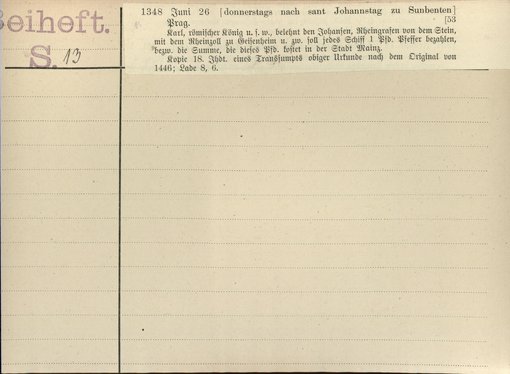 Beiheft.
S. 13
1348 Juni 26 [donnerstags nach sant Johannstag zu Sunbenten]
Prag. [53
Karl, römischer König u. s. w., belehnt den Johansen, Rheingrafen von dem Stein,
mit dem Rheinzoll zu Geisenheim u. zw. soll jedes Schiff 1 Pfd. Pfeffer bezahlen,
bezw. die Summe, die dieses Pfd. kostet in der Stadt Mainz.
Kopie 18. Jhdt. eines Transsumpts obiger Urkunde nach dem Original von
1446; Lade 8, 6.